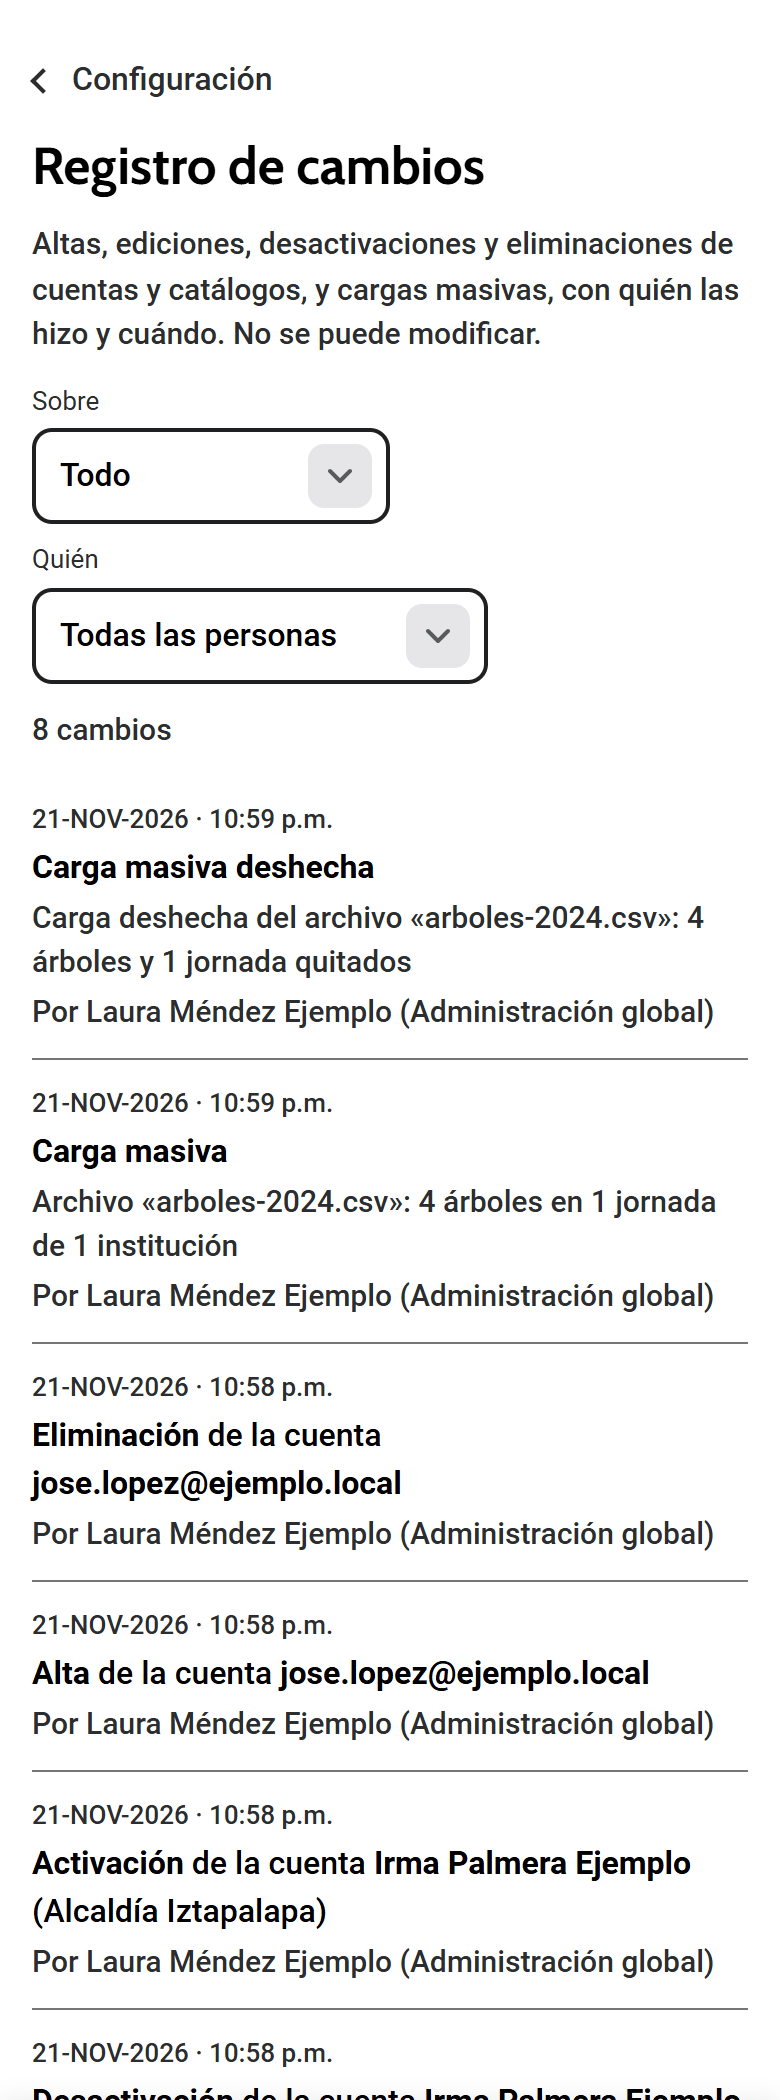 Configuración
Registro de cambios
Altas, ediciones, desactivaciones y eliminaciones de
cuentas y catálogos, y cargas masivas, con quién las
hizo y cuándo. No se puede modificar.
Sobre
Todo
Quién
Todas las personas
8 cambios
21-NOV-2026 · 10:59 p.m.
Carga masiva deshecha
Carga deshecha del archivo «arboles-2024.csv»: 4
árboles y 1 jornada quitados
Por Laura Méndez Ejemplo (Administración global)
21-NOV-2026 · 10:59 p.m.
Carga masiva
Archivo «arboles-2024.csv»: 4 árboles en 1 jornada
de 1 institución
Por Laura Méndez Ejemplo (Administración global)
21-NOV-2026 · 10:58 p.m.
Eliminación de la cuenta
jose.lopez@ejemplo.local
Por Laura Méndez Ejemplo (Administración global)
21-NOV-2026 · 10:58 p.m.
Alta de la cuenta jose.lopez@ejemplo.local
Por Laura Méndez Ejemplo (Administración global)
21-NOV-2026 · 10:58 p.m.
Activación de la cuenta Irma Palmera Ejemplo
(Alcaldía Iztapalapa)
Por Laura Méndez Ejemplo (Administración global)
21-NOV-2026 · 10:58 p.m.
Desactivación de la cuenta Irma Palmera Ejemplo